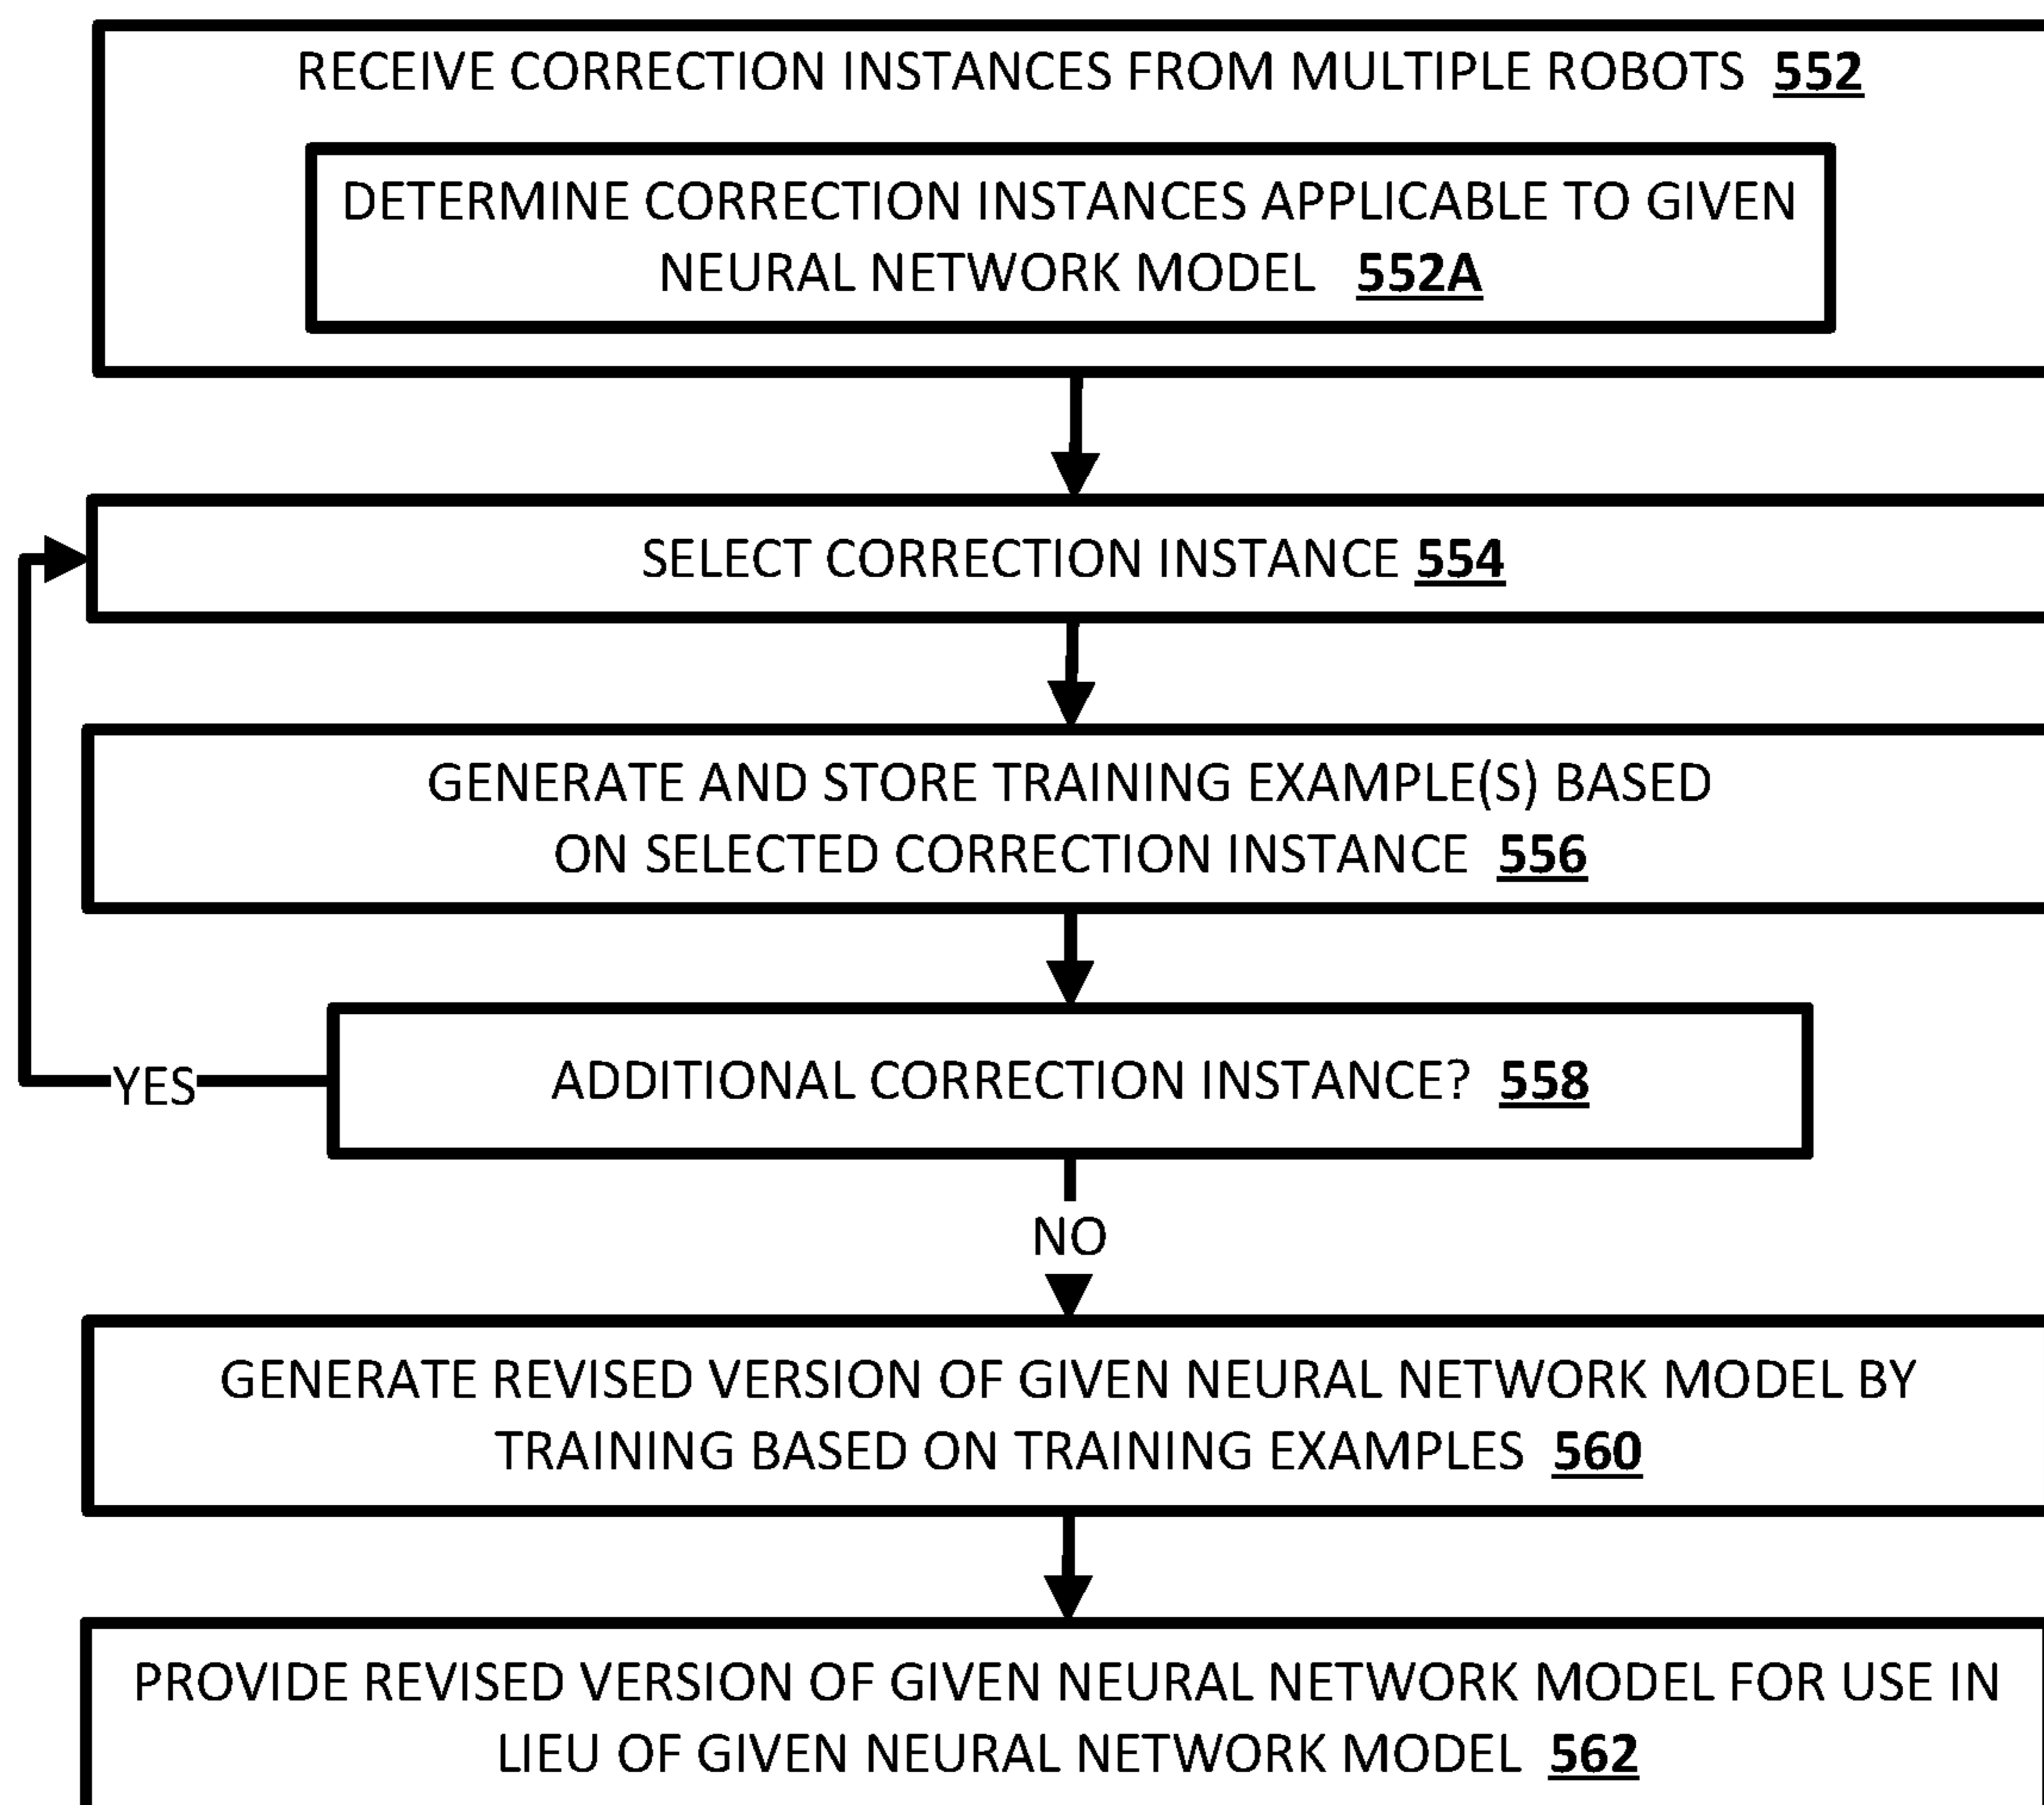 RECEIVE CORRECTION INSTANCES FROM MULTIPLE ROBOTS 552
DETERMINE CORRECTION INSTANCES APPLICABLE TO GIVEN
NEURAL NETWORK MODEL 552A
SELECT CORRECTION INSTANCE 554
GENERATE AND STORE TRAINING EXAMPLE(S) BASED
ON SELECTED CORRECTION INSTANCE 556
ADDITIONAL CORRECTION INSTANCE? 558
YES
NO
GENERATE REVISED VERSION OF GIVEN NEURAL NETWORK MODEL BY
TRAINING BASED ON TRAINING EXAMPLES 560
PROVIDE REVISED VERSION OF GIVEN NEURAL NETWORK MODEL FOR USE IN
LIEU OF GIVEN NEURAL NETWORK MODEL 562